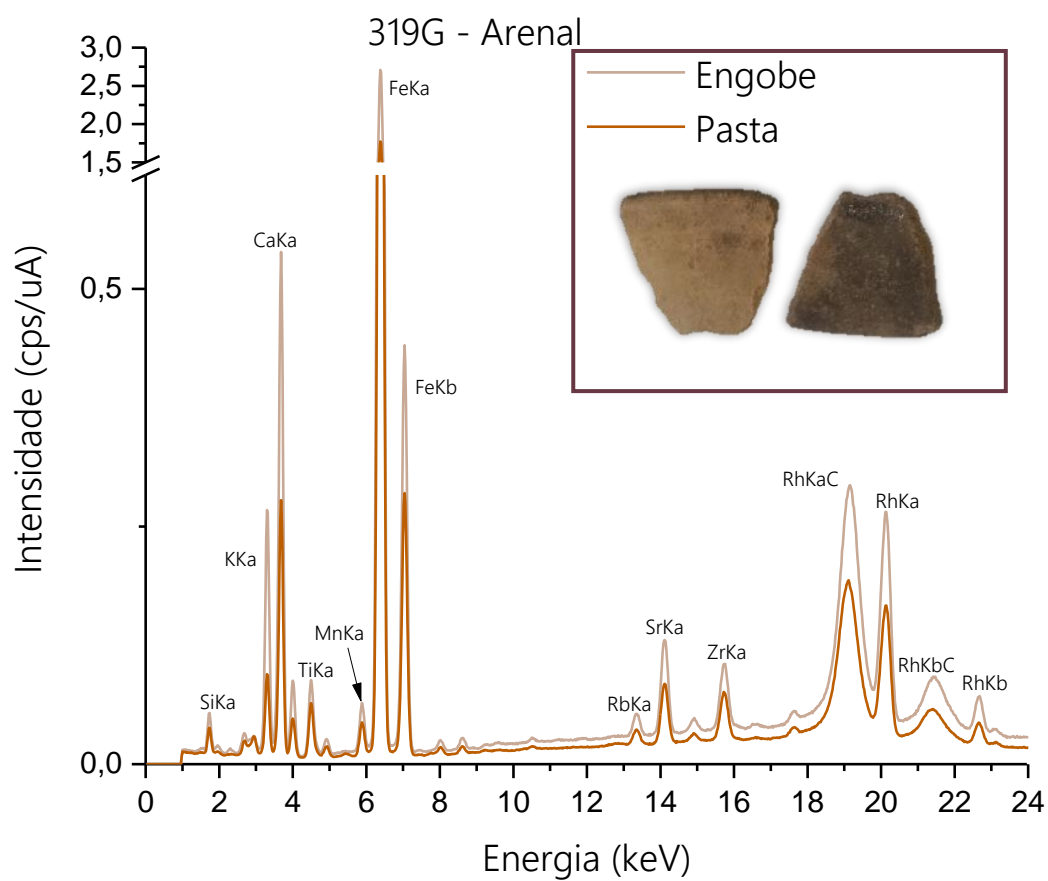 319G - Arenal
Engobe
Pasta
3,0
2,5
2,0
1,5
0,5
0,0
Intensidade (cps/uA)
FeKa
CaKa
FeKb
KKa
MnKa
TiKa
SiKa
RhKaC
RhKa
SrKa
ZrKa
RhKbC
RbKa
RhKb
0 2 4 6 8 10 12 14 16 18 20 22 24
Energia (keV)